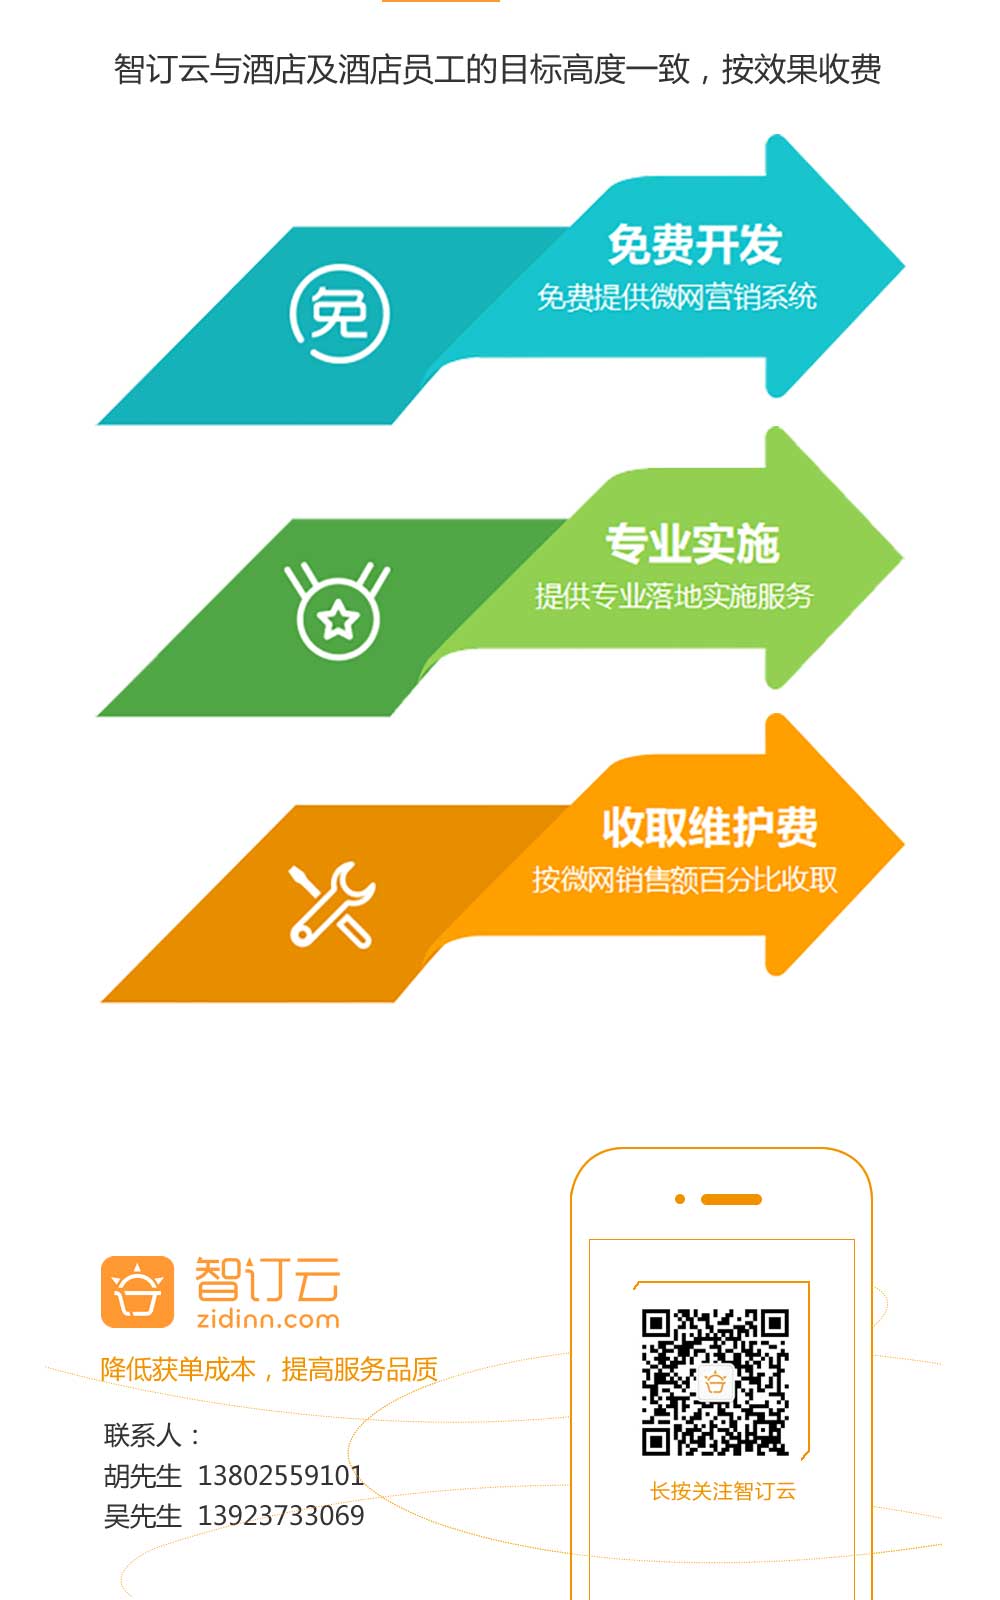 智订云与酒店及酒店员工的目标高度一致，按效果收费
免
免费开发
免费提供微网营销系统
专业实施
提供专业落地实施服务
收取维护费
按微网销售额百分比收取
智订云
zidinn.com
降低获单成本，提高服务品质
联系人：
胡先生 13802559101
吴先生 13923733069
长按关注智订云